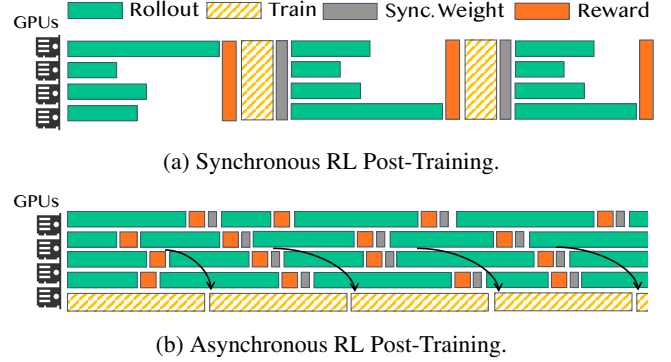 Rollout Train Sync. Weight Reward
GPUs
(a) Synchronous RL Post-Training.
GPUs
(b) Asynchronous RL Post-Training.